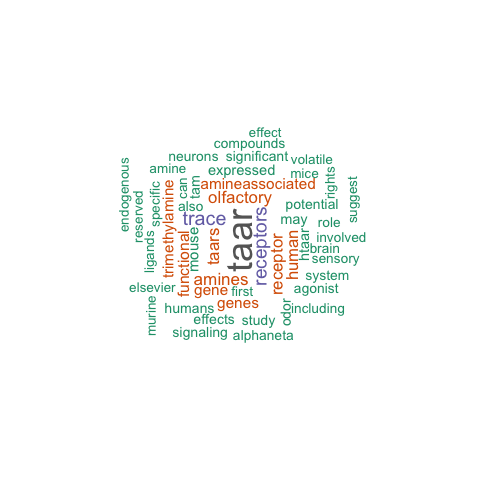 effect
compounds
neurons significant volatile
amine expressed mice
amineassociated
can tam olfactory rights
endogenous reserved specific also trace potential suggest
trimethylamine taar receptors may role
ligands functional mouse taars receptor human htaar involved
brain
sensory
amines system
elsevier gene first agonist
murine humans genes odor including
effects study
signaling alphaneta